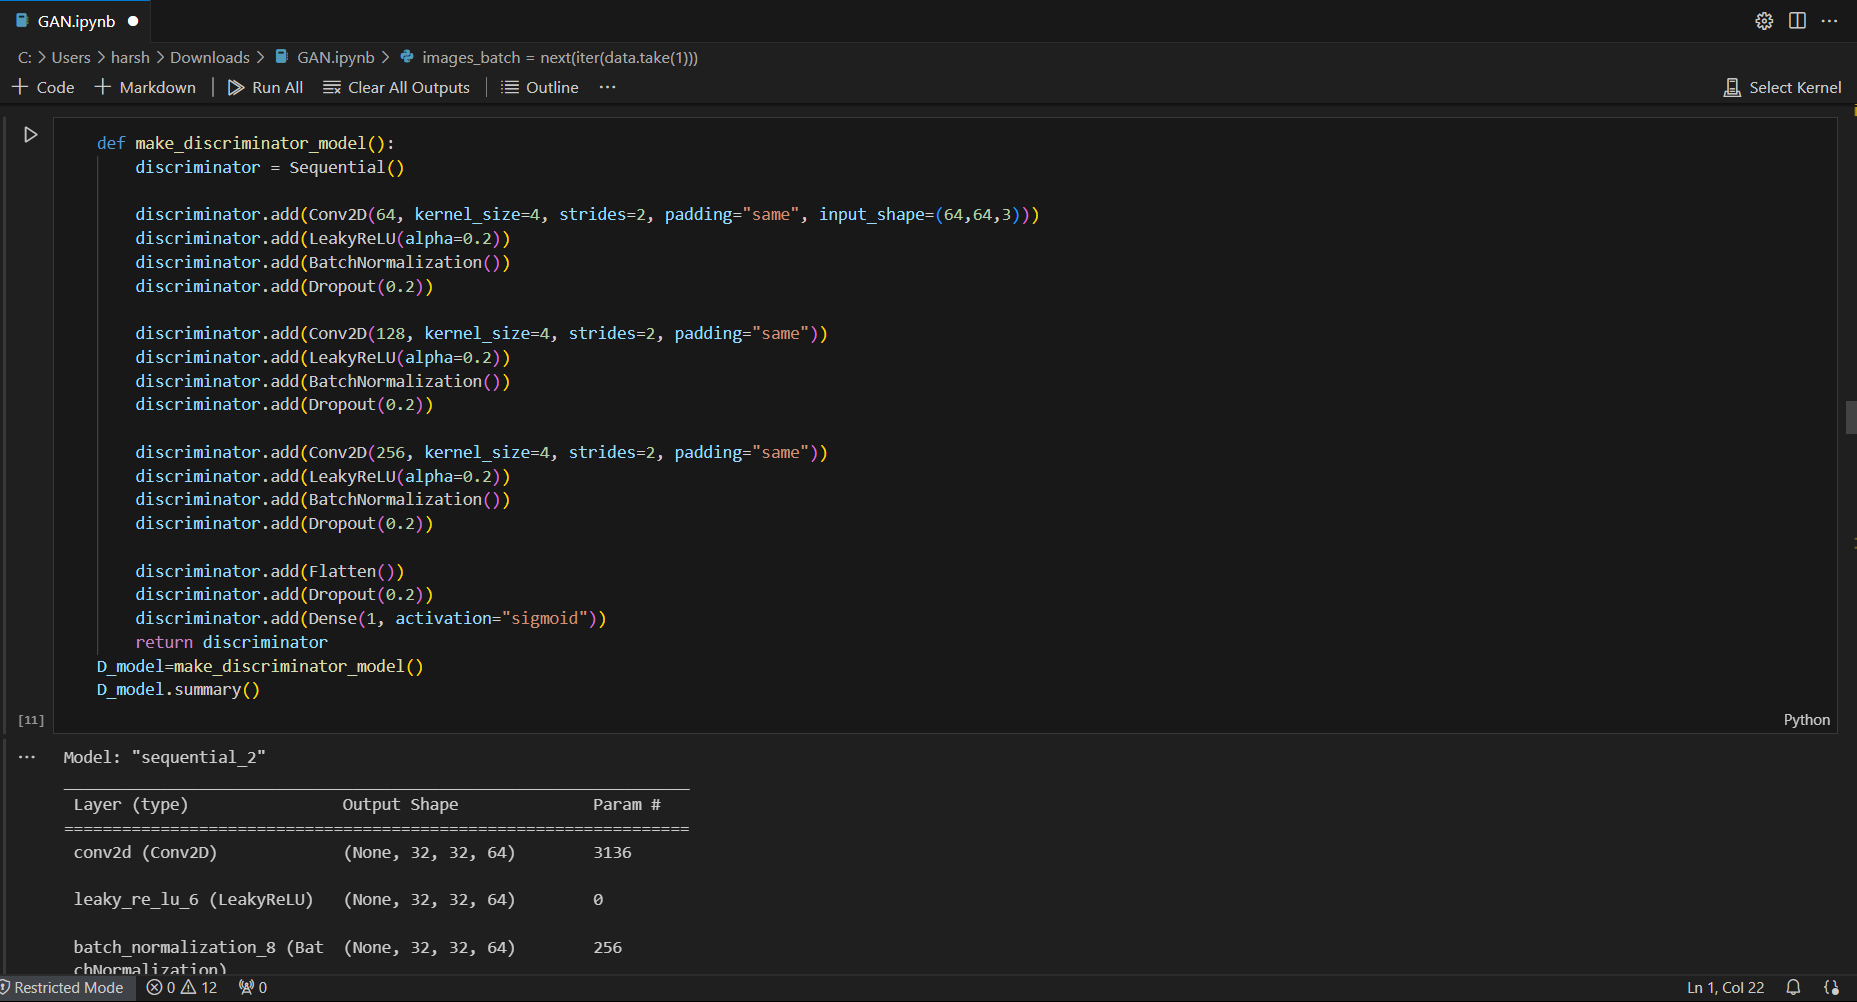 GAN.ipynb
C: > Users > harsh > Downloads > GAN.ipynb > images_batch = next(iter(data.take(1)))
+ Code + Markdown | Run All Clear All Outputs | Outline ··· Select Kernel
def make_discriminator_model():
    discriminator = Sequential()

    discriminator.add(Conv2D(64, kernel_size=4, strides=2, padding="same", input_shape=(64,64,3)))
    discriminator.add(LeakyReLU(alpha=0.2))
    discriminator.add(BatchNormalization())
    discriminator.add(Dropout(0.2))

    discriminator.add(Conv2D(128, kernel_size=4, strides=2, padding="same"))
    discriminator.add(LeakyReLU(alpha=0.2))
    discriminator.add(BatchNormalization())
    discriminator.add(Dropout(0.2))

    discriminator.add(Conv2D(256, kernel_size=4, strides=2, padding="same"))
    discriminator.add(LeakyReLU(alpha=0.2))
    discriminator.add(BatchNormalization())
    discriminator.add(Dropout(0.2))

    discriminator.add(Flatten())
    discriminator.add(Dropout(0.2))
    discriminator.add(Dense(1, activation="sigmoid"))
    return discriminator
D_model=make_discriminator_model()
D_model.summary()
[11] Python
··· Model: "sequential_2"
_________________________________________________________________
Layer (type) Output Shape Param #
=================================================================
conv2d (Conv2D) (None, 32, 32, 64) 3136
leaky_re_lu_6 (LeakyReLU) (None, 32, 32, 64) 0
batch_normalization_8 (Bat (None, 32, 32, 64) 256
chNormalization)
Restricted Mode 0 12 0 Ln 1, Col 22